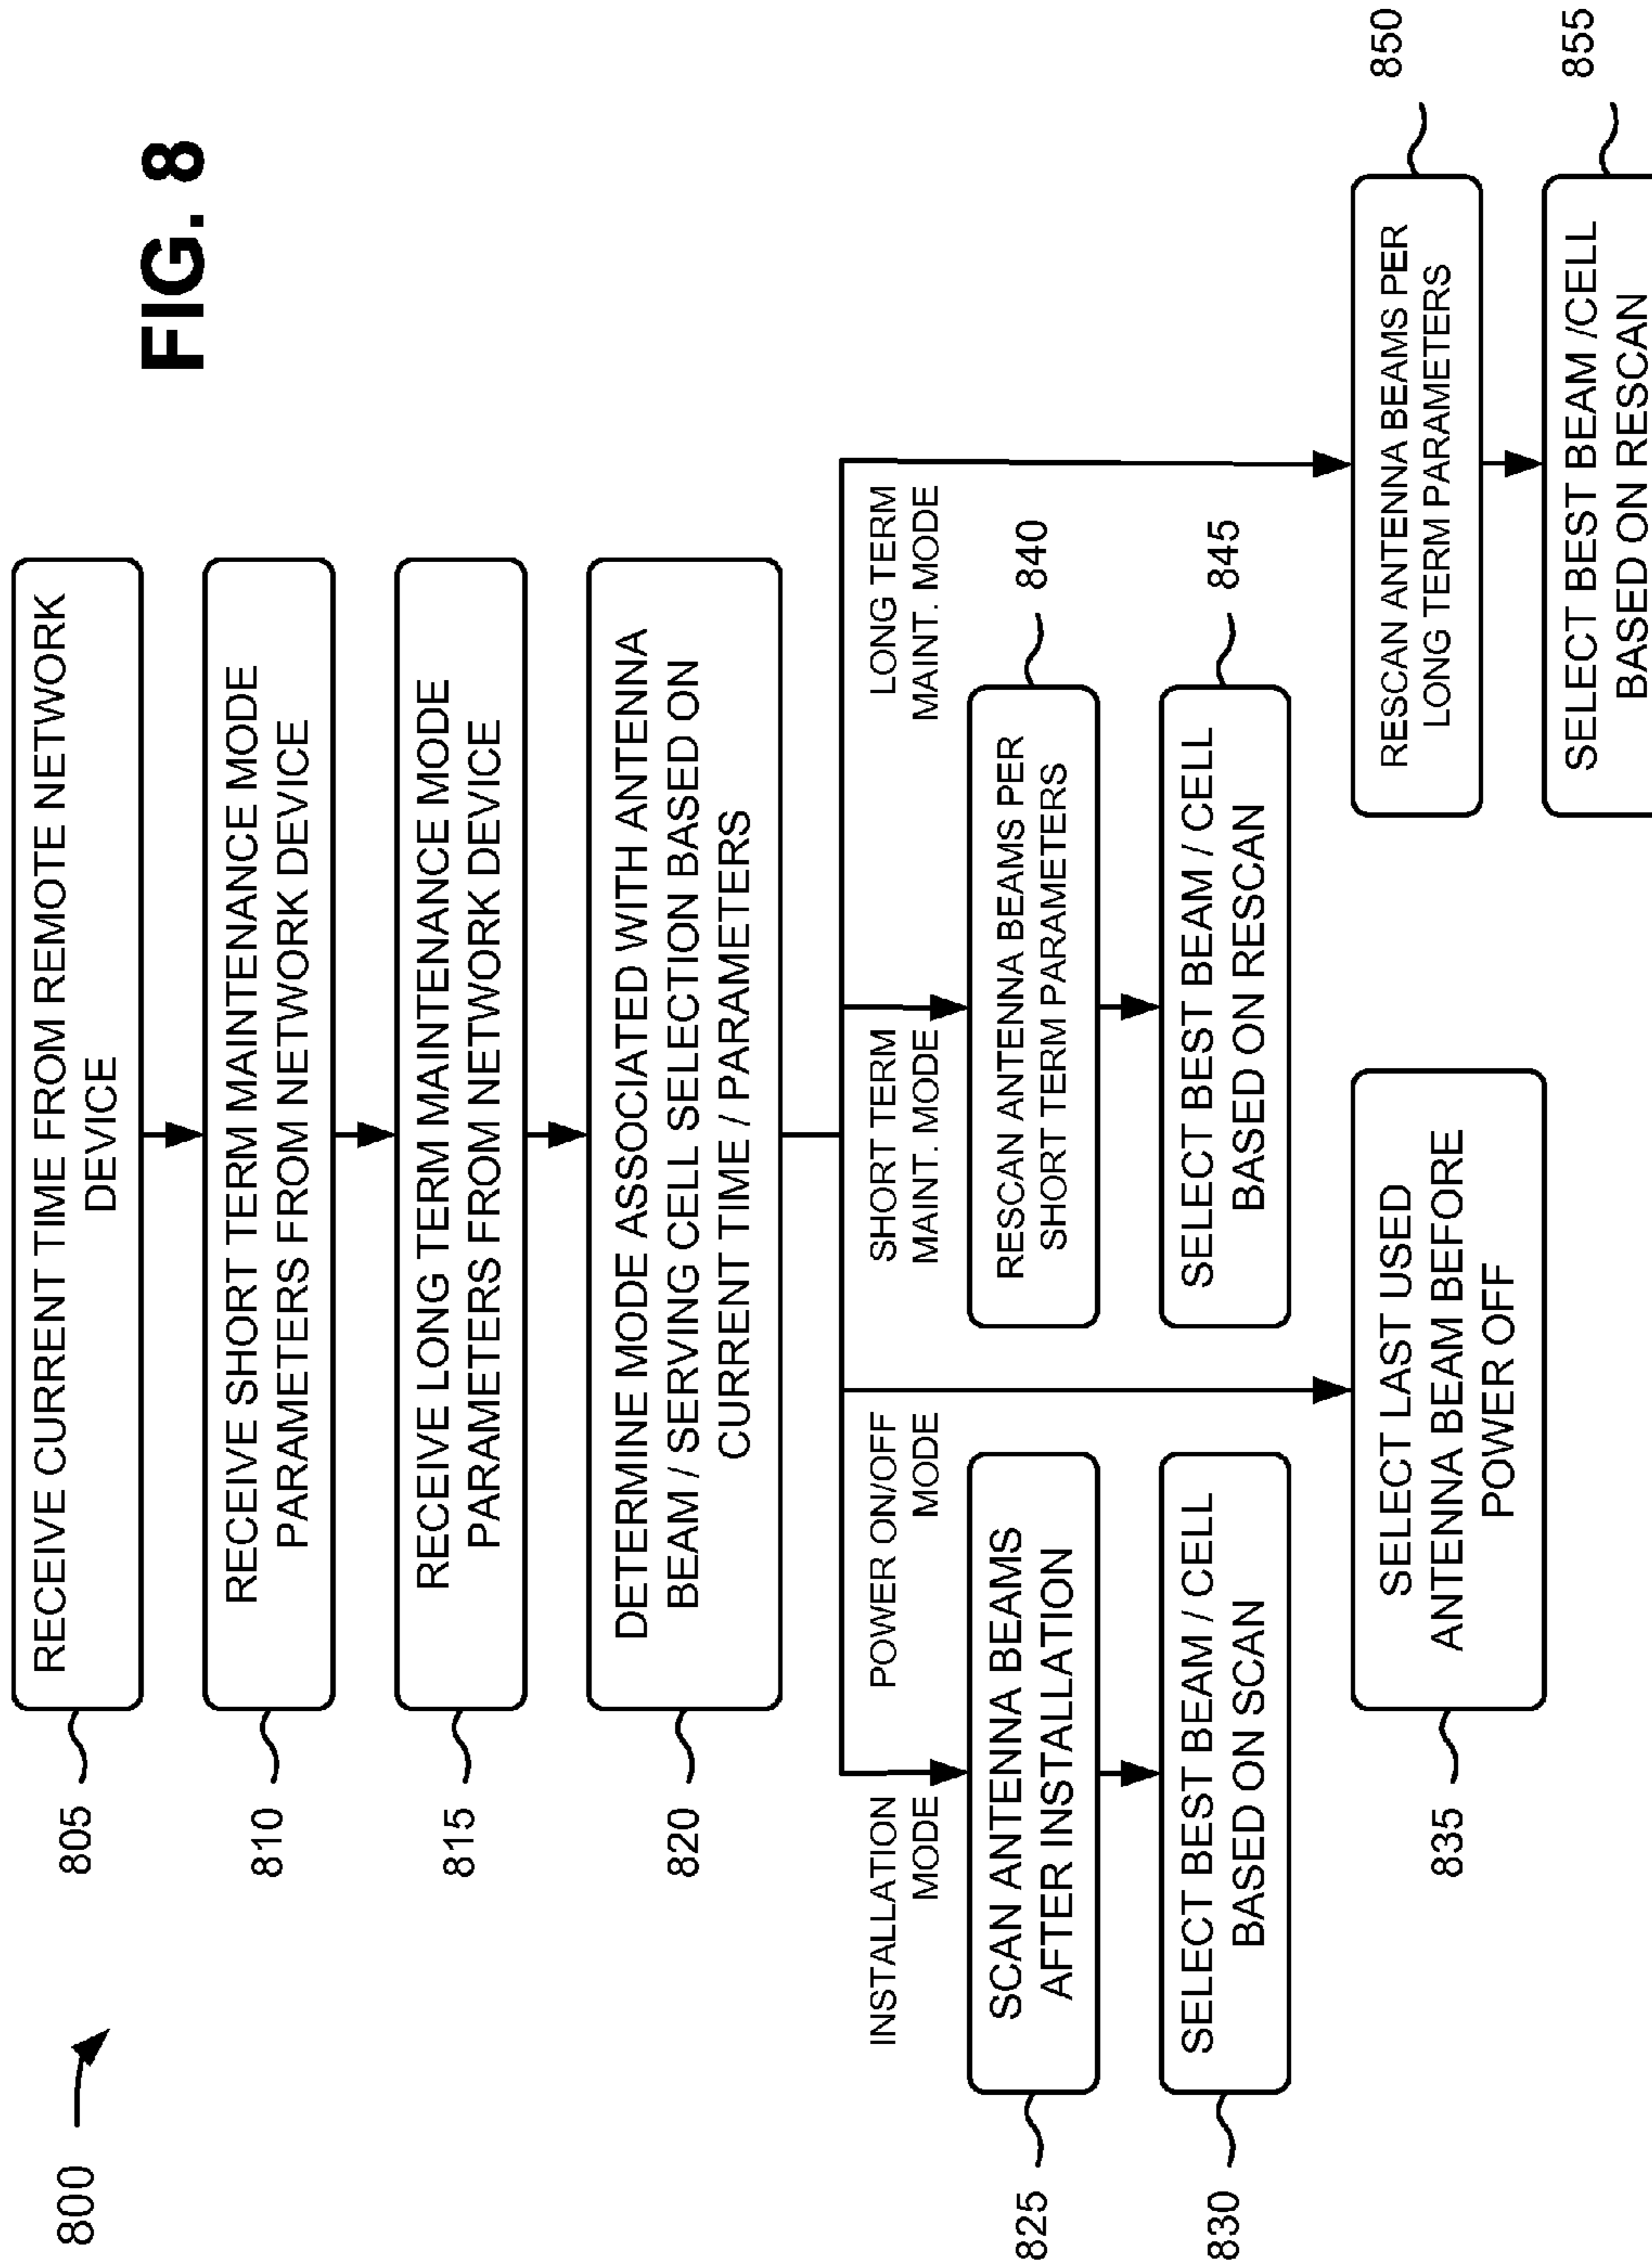 800
FIG. 8
805
RECEIVE CURRENT TIME FROM REMOTE NETWORK
DEVICE
810
RECEIVE SHORT TERM MAINTENANCE MODE
PARAMETERS FROM NETWORK DEVICE
815
RECEIVE LONG TERM MAINTENANCE MODE
PARAMETERS FROM NETWORK DEVICE
820
DETERMINE MODE ASSOCIATED WITH ANTENNA
BEAM / SERVING CELL SELECTION BASED ON
CURRENT TIME / PARAMETERS
INSTALLATION
MODE
825
SCAN ANTENNA BEAMS
AFTER INSTALLATION
830
SELECT BEST BEAM / CELL
BASED ON SCAN
POWER ON/OFF
MODE
835
SELECT LAST USED
ANTENNA BEAM BEFORE
POWER OFF
SHORT TERM
MAINT. MODE
840
RESCAN ANTENNA BEAMS PER
SHORT TERM PARAMETERS
845
SELECT BEST BEAM / CELL
BASED ON RESCAN
LONG TERM
MAINT. MODE
850
RESCAN ANTENNA BEAMS PER
LONG TERM PARAMETERS
855
SELECT BEST BEAM /CELL
BASED ON RESCAN